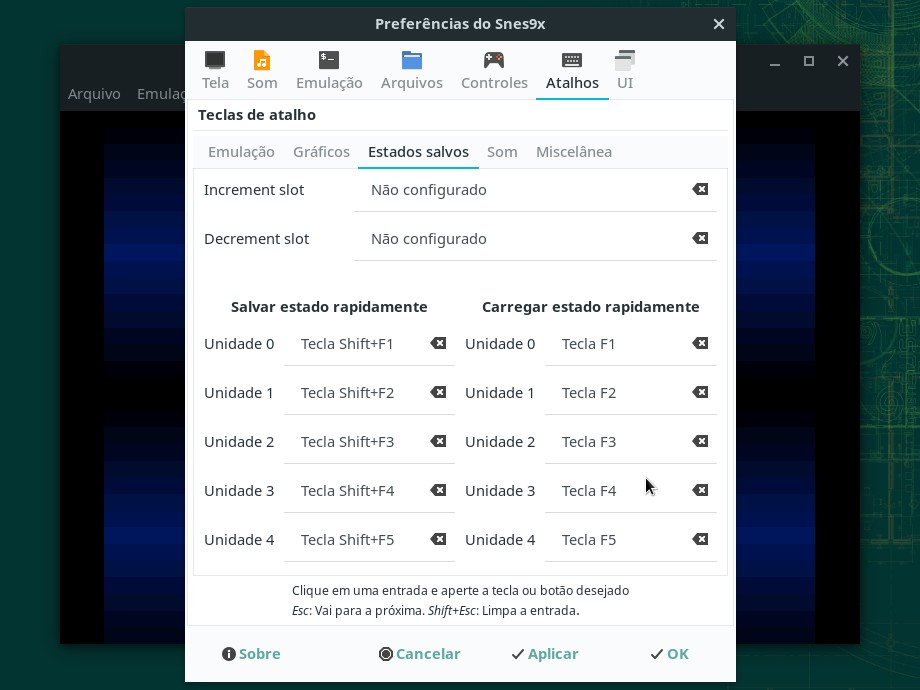 Preferências do Snes9x
Arquivo
Tela Som Emulação Arquivos Controles Atalhos UI
Teclas de atalho
Emulação Gráficos Estados salvos Som Miscelânea
Increment slot Não configurado
Decrement slot Não configurado
Salvar estado rapidamente Carregar estado rapidamente
Unidade 0 Tecla Shift+F1 Unidade 0 Tecla F1
Unidade 1 Tecla Shift+F2 Unidade 1 Tecla F2
Unidade 2 Tecla Shift+F3 Unidade 2 Tecla F3
Unidade 3 Tecla Shift+F4 Unidade 3 Tecla F4
Unidade 4 Tecla Shift+F5 Unidade 4 Tecla F5
Clique em uma entrada e aperte a tecla ou botão desejado
Esc: Vai para a próxima. Shift+Esc: Limpa a entrada.
Sobre Cancelar Aplicar OK